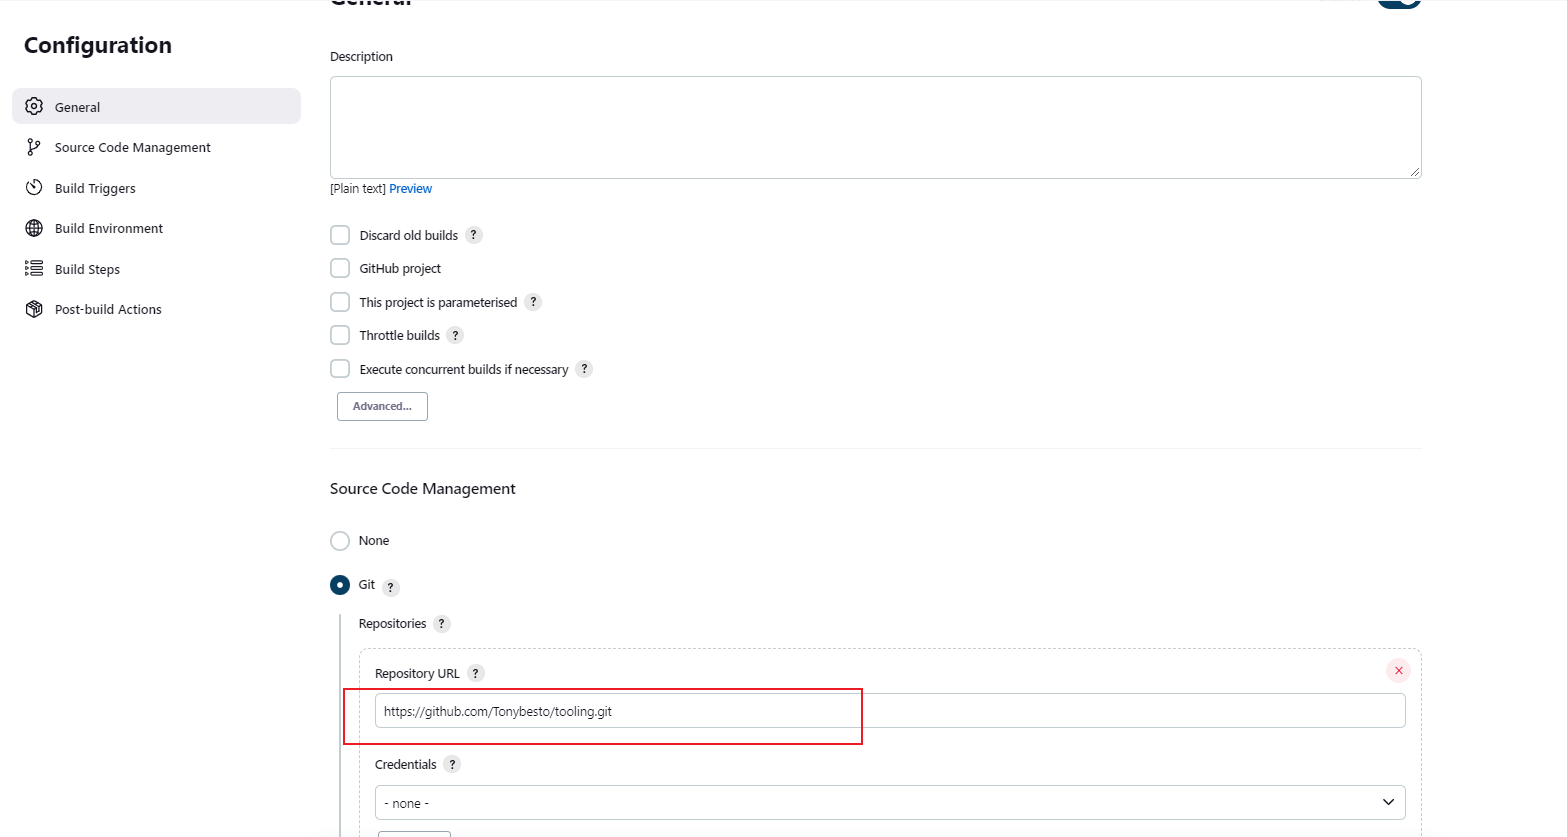 General
Configuration
Description
General
Source Code Management
Build Triggers
[Plain text] Preview
Build Environment
Discard old builds ?
Build Steps
GitHub project
Post-build Actions
This project is parameterised ?
Throttle builds ?
Execute concurrent builds if necessary ?
Advanced...
Source Code Management
None
Git ?
Repositories ?
Repository URL ?
https://github.com/Tonybesto/tooling.git
Credentials ?
- none -